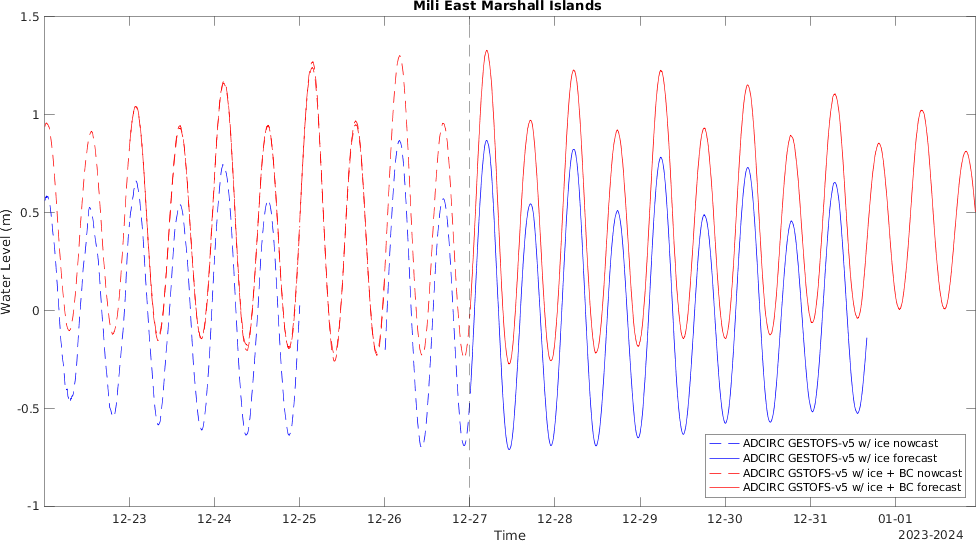 Mili East Marshall Islands
1.5
1
0.5
0
-0.5
-1
Water Level (m)
12-23 12-24 12-25 12-26 12-27 12-28 12-29 12-30 12-31 01-01
Time
2023-2024
ADCIRC GESTOFS-v5 w/ ice nowcast
ADCIRC GESTOFS-v5 w/ ice forecast
ADCIRC GSTOFS-v5 w/ ice + BC nowcast
ADCIRC GSTOFS-v5 w/ ice + BC forecast